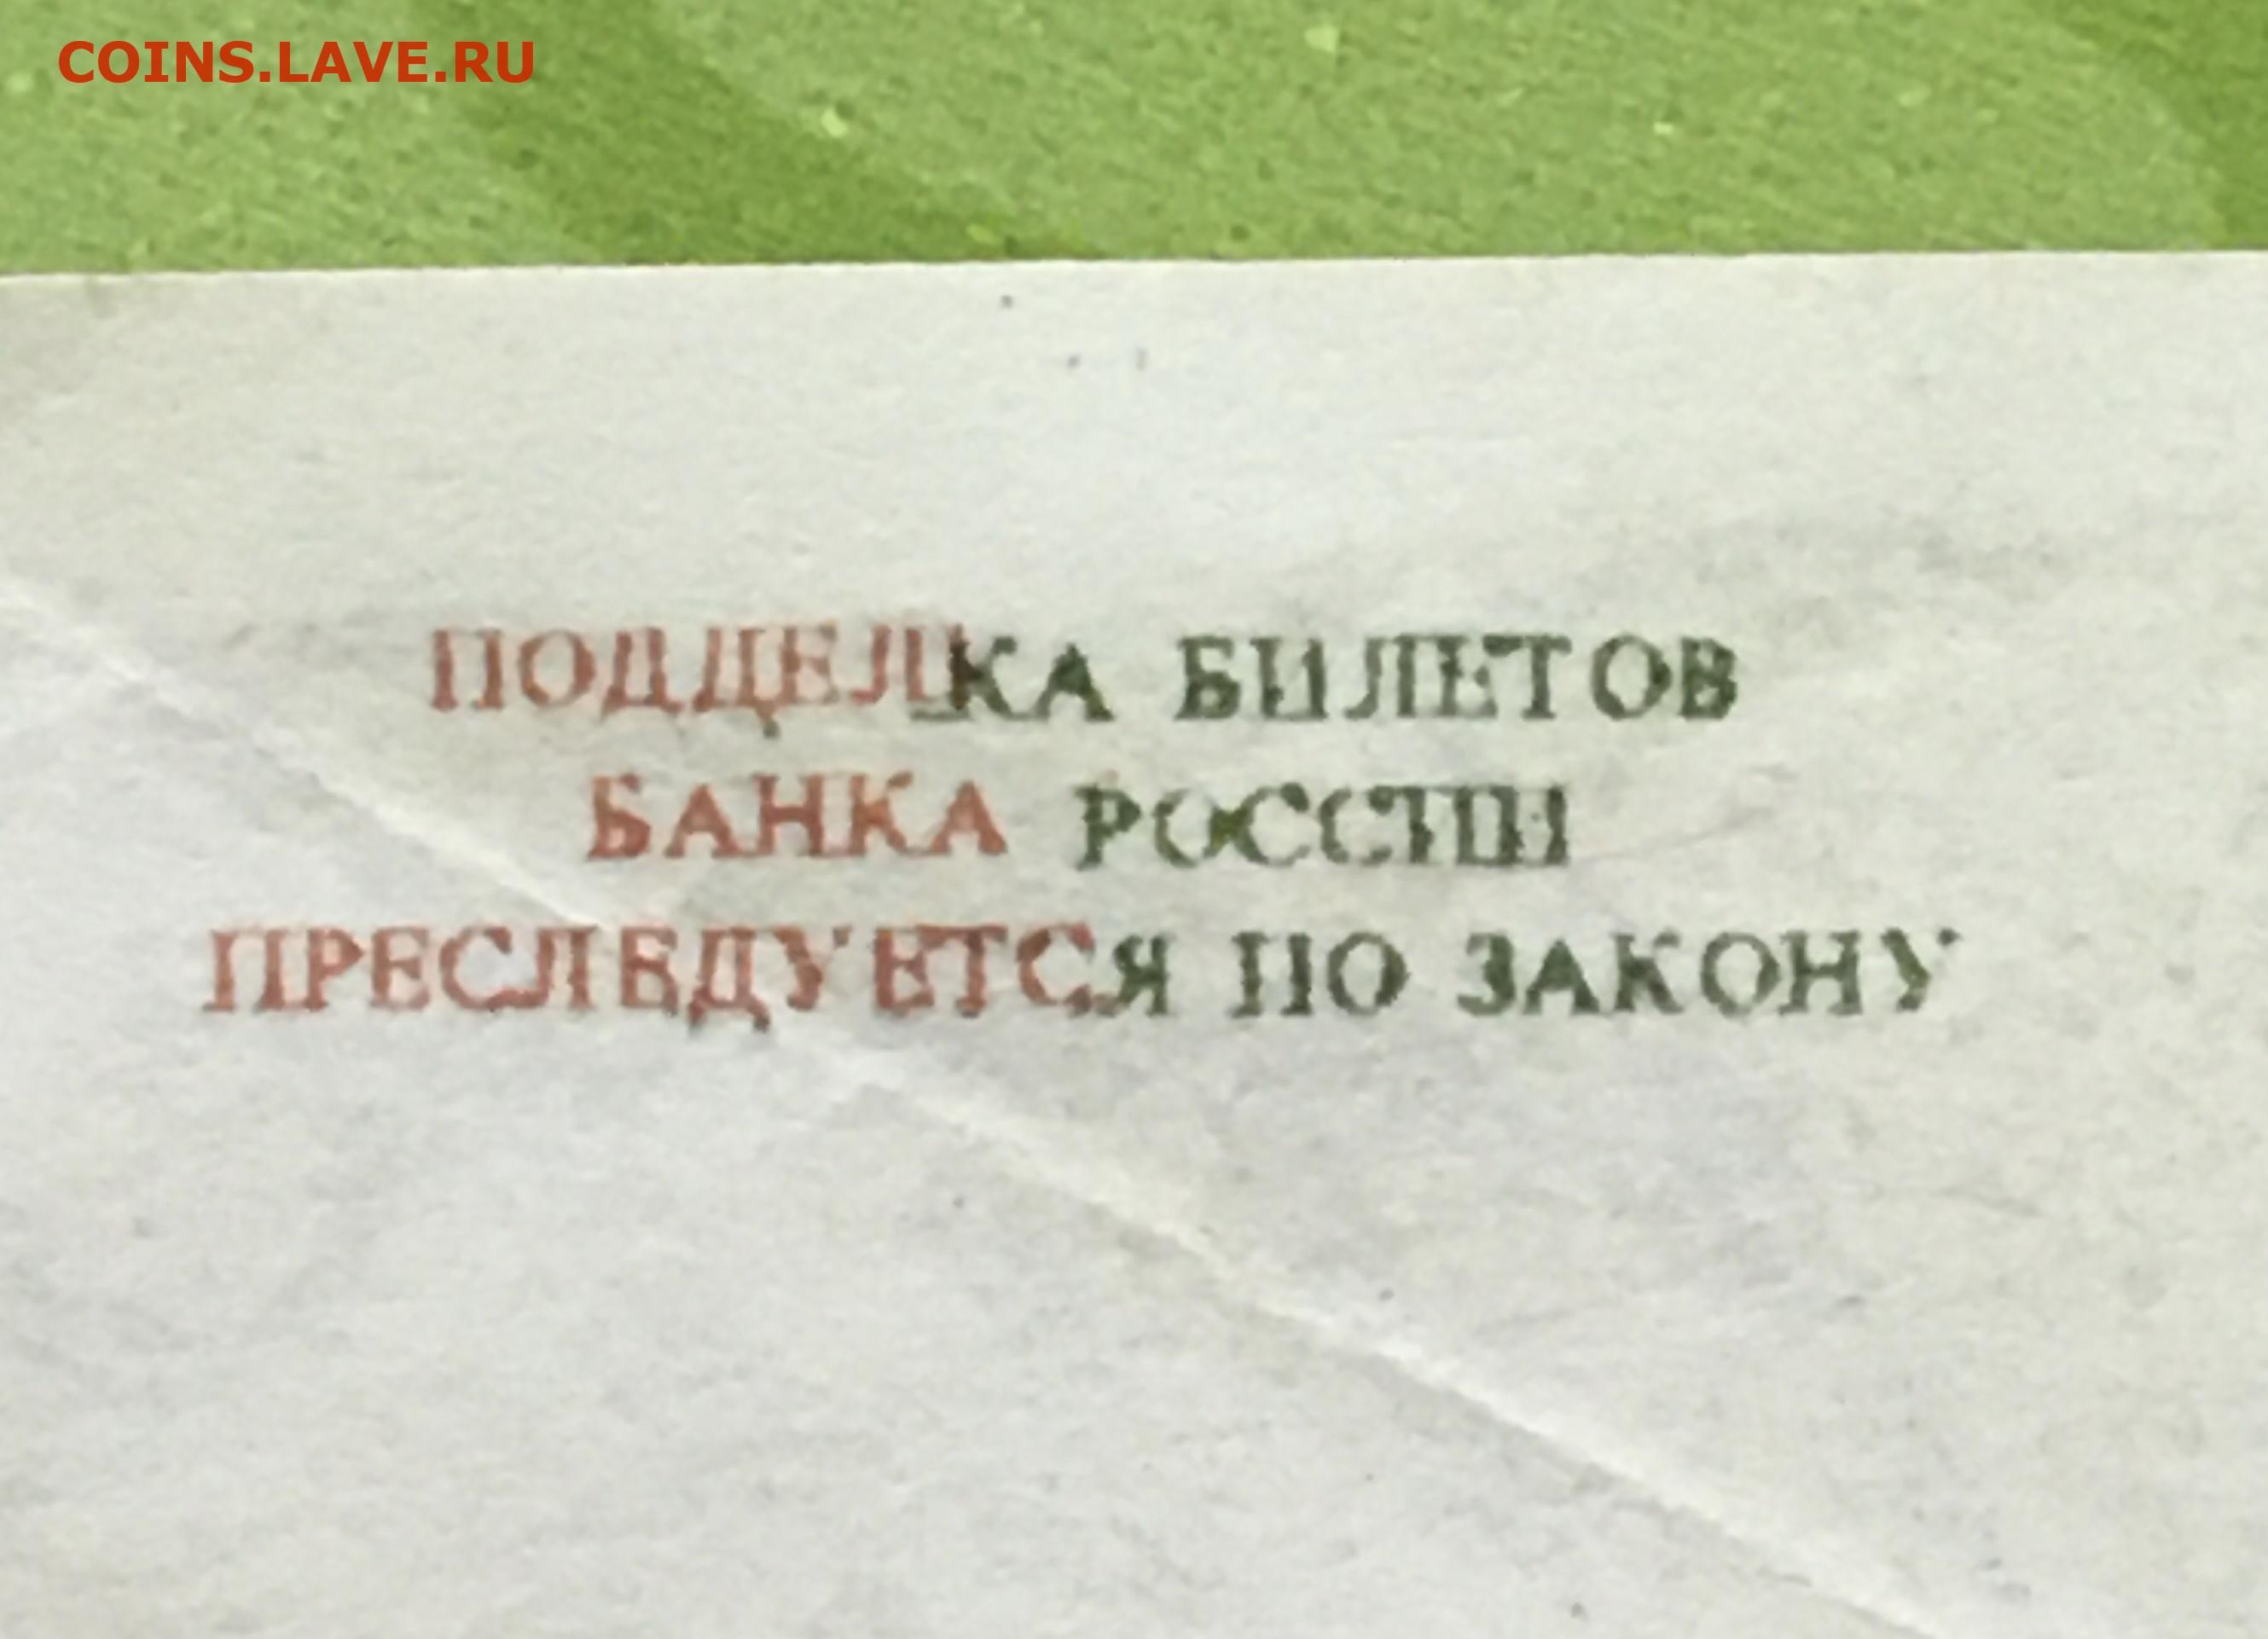 COINS.LAVE.RU
ПОДДЕЛКА БИЛЕТОВ
БАНКА РОССИИ
ПРЕСЛЕДУЕТСЯ ПО ЗАКОНУ